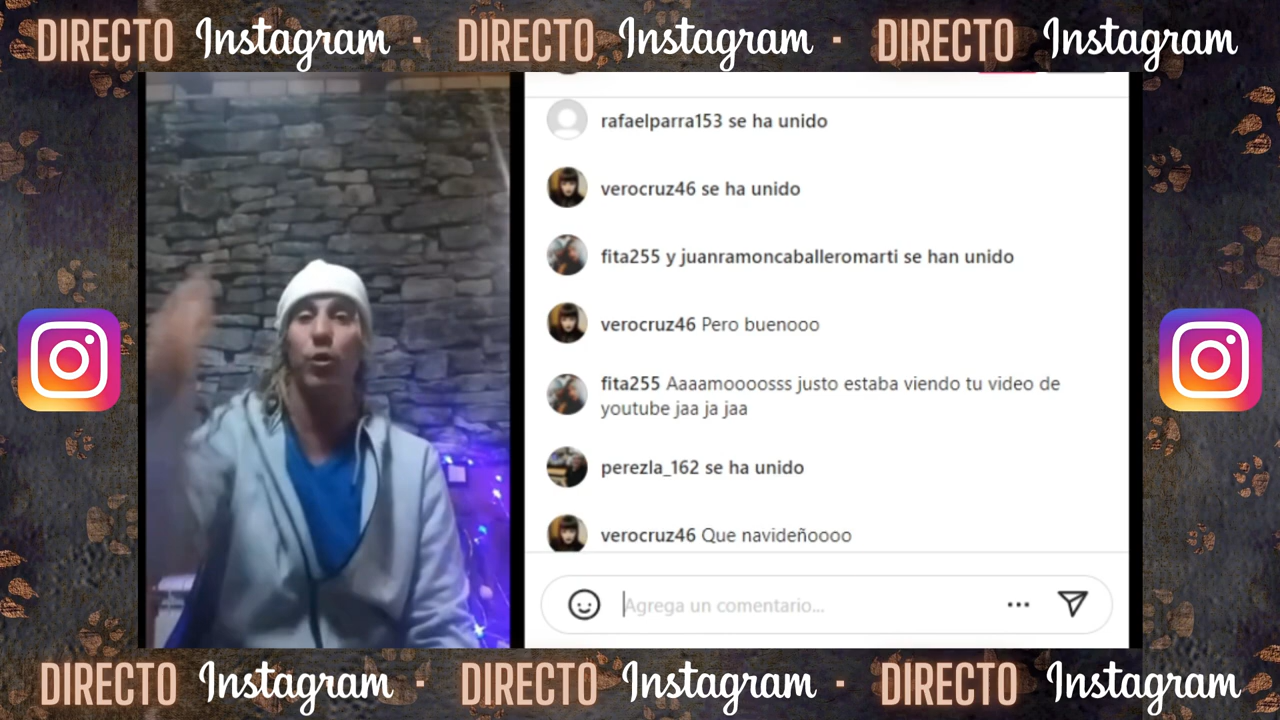 DIRECTO Instagram - DIRECTO Instagram - DIRECTO Instagram
rafaelparra153 se ha unido
verocruz46 se ha unido
fita255 y juanramoncaballeromarti se han unido
verocruz46 Pero buenooo
fita255 Aaaamoooosss justo estaba viendo tu video de
youtube jaa ja jaa
perezla_162 se ha unido
verocruz46 Que navideñoooo
Agrega un comentario...
DIRECTO Instagram - DIRECTO Instagram - DIRECTO Instagram